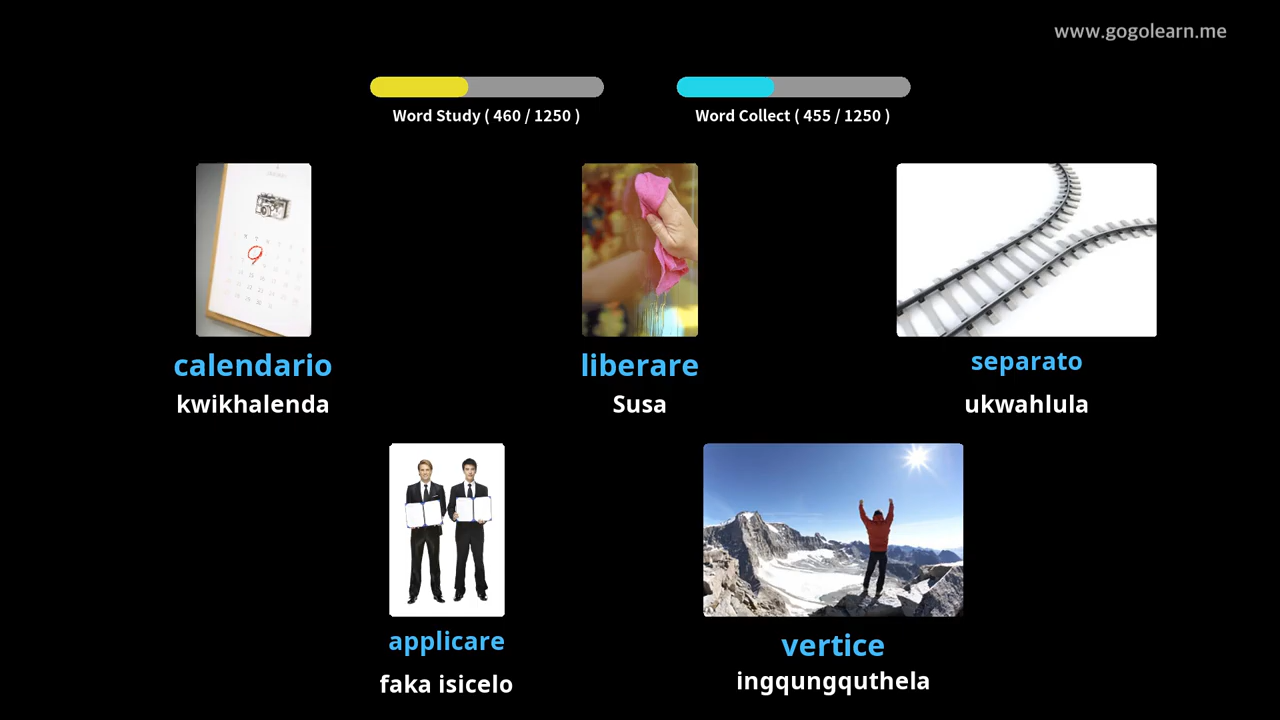 www.gogolearn.me
Word Study ( 460 / 1250 )
Word Collect ( 455 / 1250 )
calendario
kwikhalenda
liberare
Susa
separato
ukwahlula
applicare
faka isicelo
vertice
ingqungquthela